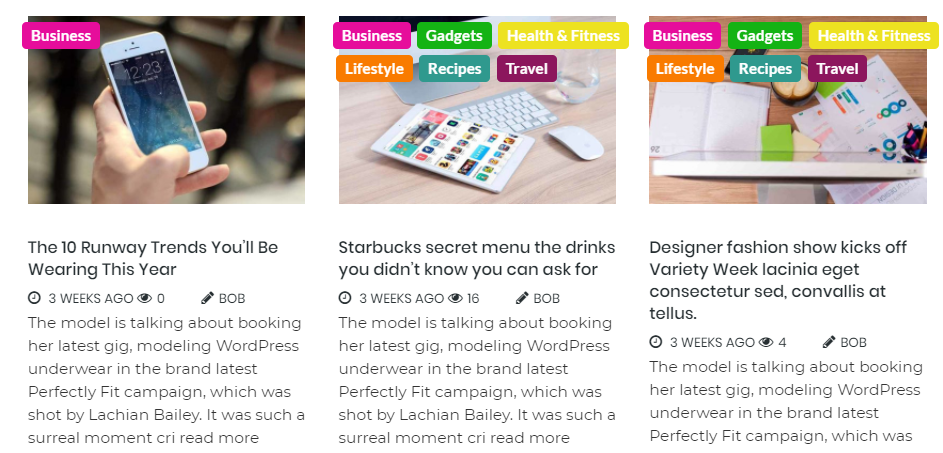 Business
12:23
The 10 Runway Trends You'll Be
Wearing This Year
3 WEEKS AGO 0 BOB
The model is talking about booking
her latest gig, modeling WordPress
underwear in the brand latest
Perfectly Fit campaign, which was
shot by Lachian Bailey. It was such a
surreal moment cri read more
Business Gadgets Health & Fitness
Lifestyle Recipes Travel
Starbucks secret menu the drinks
you didn't know you can ask for
3 WEEKS AGO 16 BOB
The model is talking about booking
her latest gig, modeling WordPress
underwear in the brand latest
Perfectly Fit campaign, which was
shot by Lachian Bailey. It was such a
surreal moment cri read more
Business Gadgets Health & Fitness
Lifestyle Recipes Travel
Designer fashion show kicks off
Variety Week lacinia eget
consectetur sed, convallis at
tellus.
3 WEEKS AGO 4 BOB
The model is talking about booking
her latest gig, modeling WordPress
underwear in the brand latest
Perfectly Fit campaign, which was